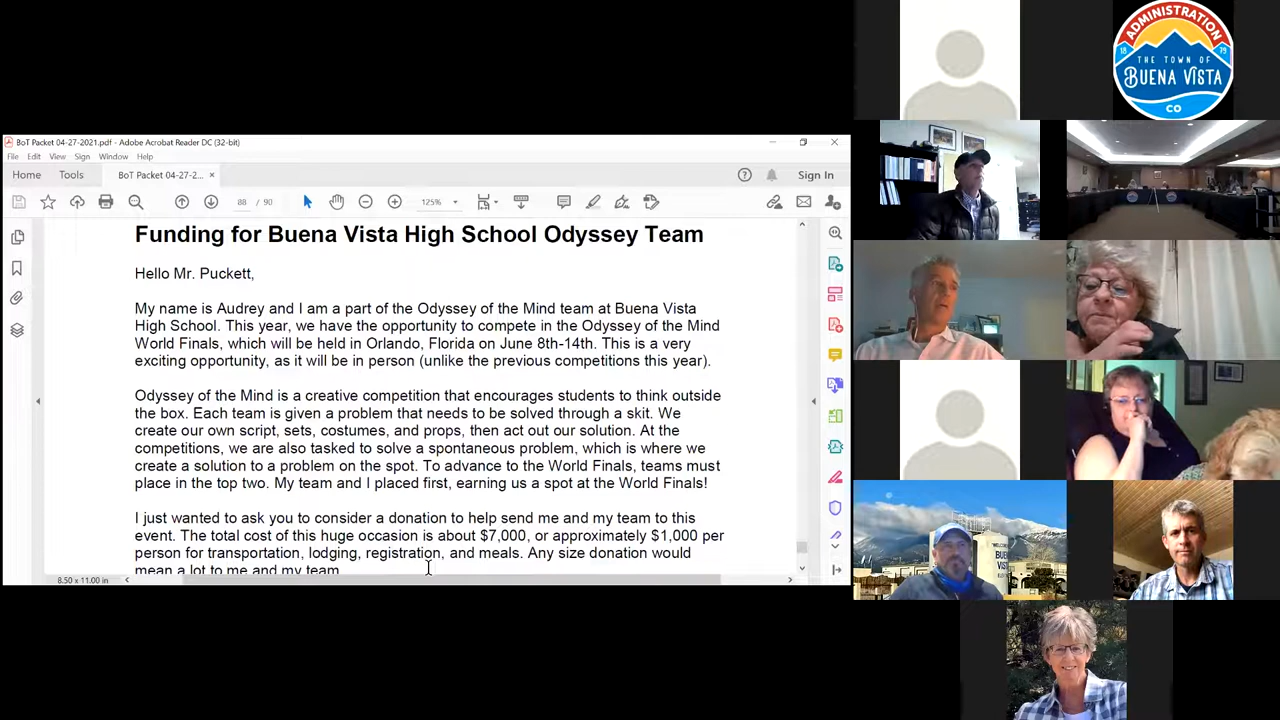 BoT Packet 04-27-2021.pdf - Adobe Acrobat Reader DC (32-bit)
File Edit View Sign Window Help
Home Tools BoT Packet 04-27-2... × Sign In
88 / 90 125%
Funding for Buena Vista High School Odyssey Team
Hello Mr. Puckett,
My name is Audrey and I am a part of the Odyssey of the Mind team at Buena Vista
High School. This year, we have the opportunity to compete in the Odyssey of the Mind
World Finals, which will be held in Orlando, Florida on June 8th-14th. This is a very
exciting opportunity, as it will be in person (unlike the previous competitions this year).
Odyssey of the Mind is a creative competition that encourages students to think outside
the box. Each team is given a problem that needs to be solved through a skit. We
create our own script, sets, costumes, and props, then act out our solution. At the
competitions, we are also tasked to solve a spontaneous problem, which is where we
create a solution to a problem on the spot. To advance to the World Finals, teams must
place in the top two. My team and I placed first, earning us a spot at the World Finals!
I just wanted to ask you to consider a donation to help send me and my team to this
event. The total cost of this huge occasion is about $7,000, or approximately $1,000 per
person for transportation, lodging, registration, and meals. Any size donation would
mean a lot to me and my team
8.50 x 11.00 in
ADMINISTRATION
18 79
THE TOWN OF
BUENA VISTA
CO
BUENA
VISTA